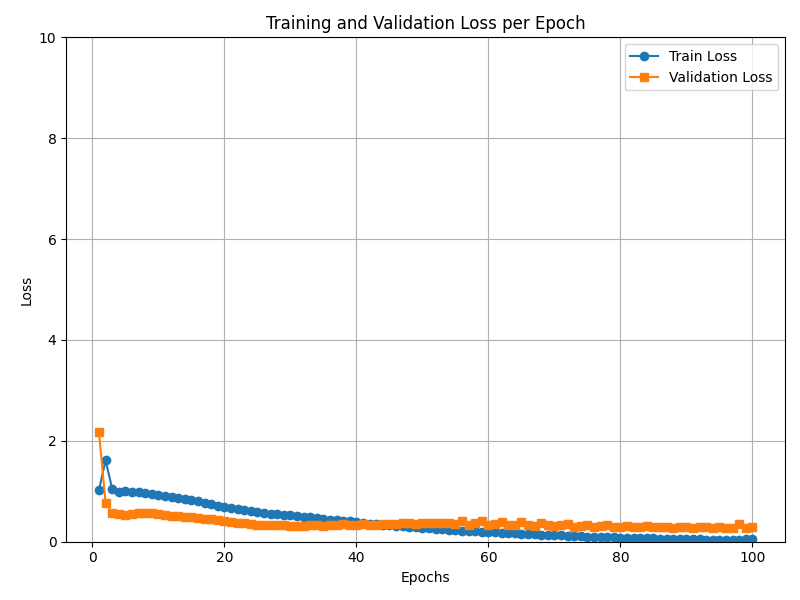 Training and Validation Loss per Epoch
Train Loss
Validation Loss
Loss
10
8
6
4
2
0
0 20 40 60 80 100
Epochs